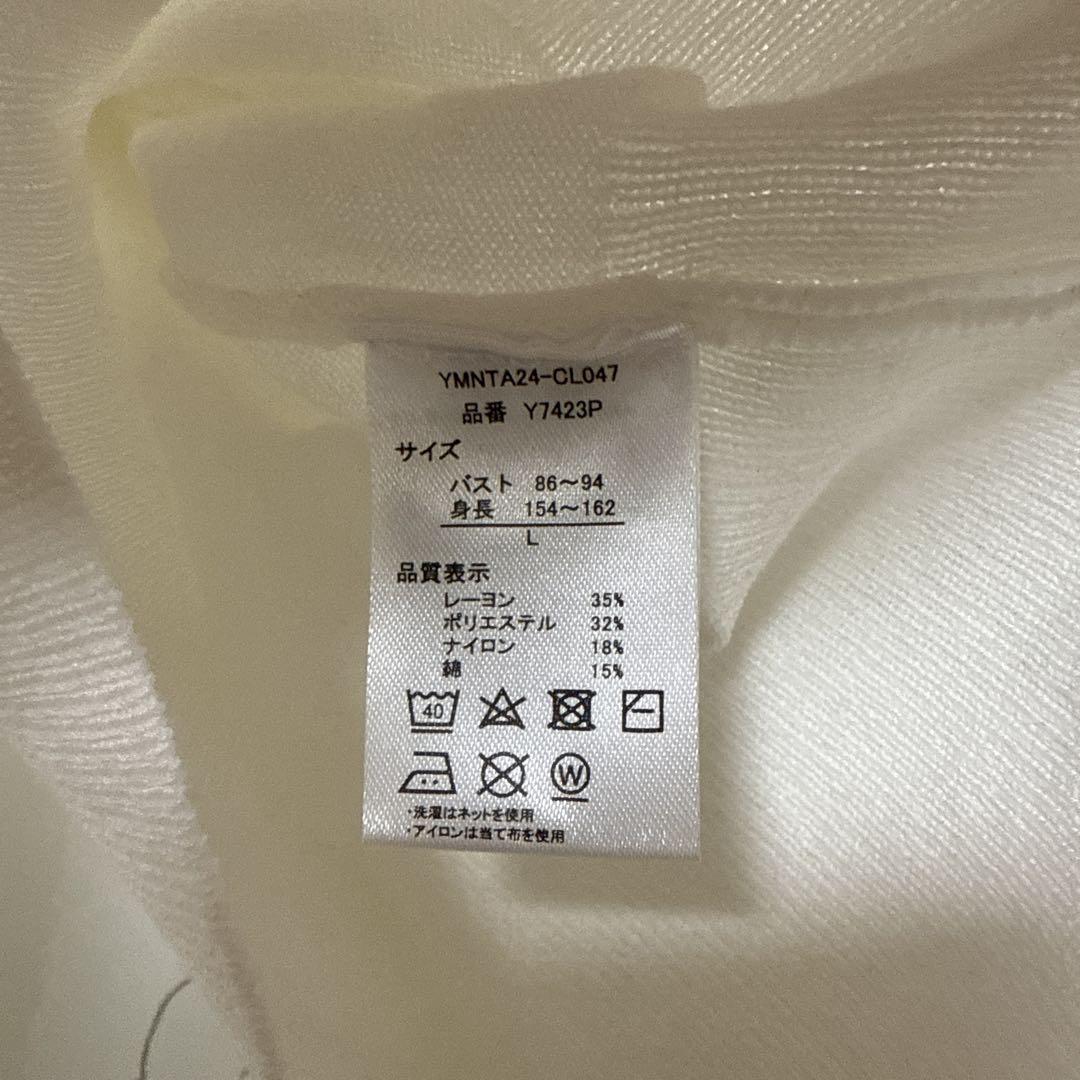 YMNTA24-CL047
品番 Y7423P
サイズ
バスト 86～94
身長 154～162
L
品質表示
レーヨン 35%
ポリエステル 32%
ナイロン 18%
綿 15%
40
W
・洗濯はネットを使用
・アイロンは当て布を使用